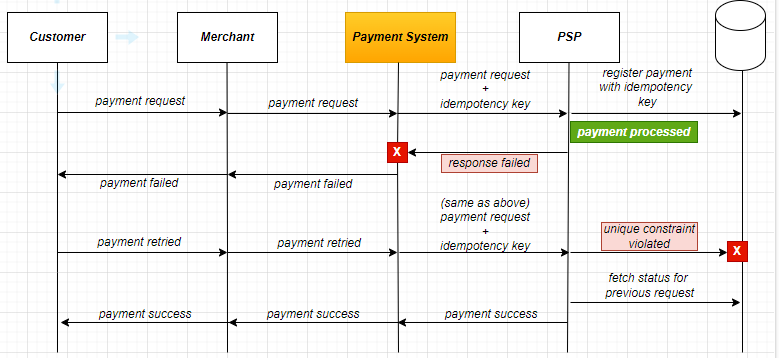 Customer
Merchant
Payment System
PSP
payment request
payment request
payment request
+
idempotency key
register payment
with idempotency
key
payment processed
X
response failed
payment failed
payment failed
(same as above)
payment request
+
idempotency key
payment retried
payment retried
unique constraint
violated
X
fetch status for
previous request
payment success
payment success
payment success